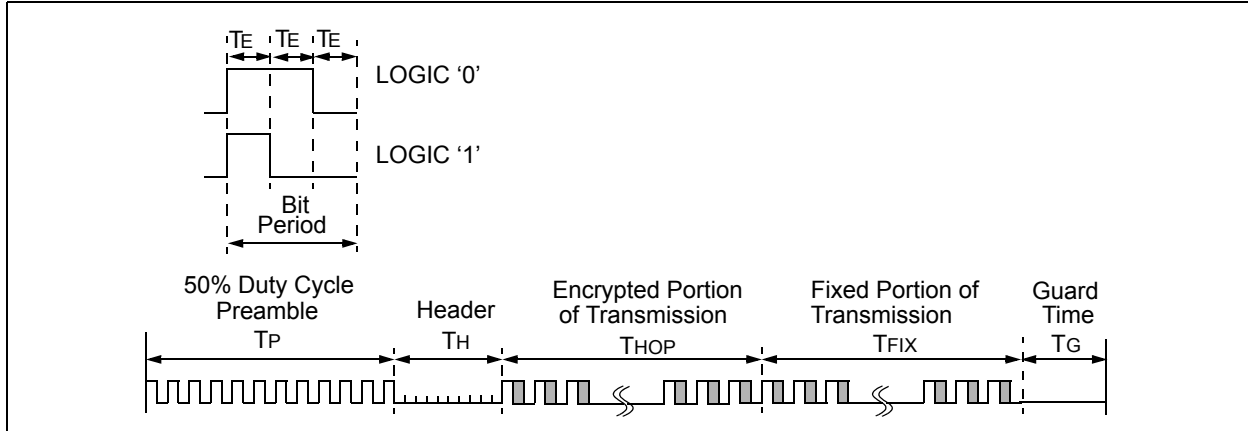 TE TE TE
LOGIC ‘0’
LOGIC ‘1’
Bit
Period
50% Duty Cycle
Preamble
TP
Header
TH
Encrypted Portion
of Transmission
THOP
Fixed Portion of
Transmission
TFIX
Guard
Time
TG